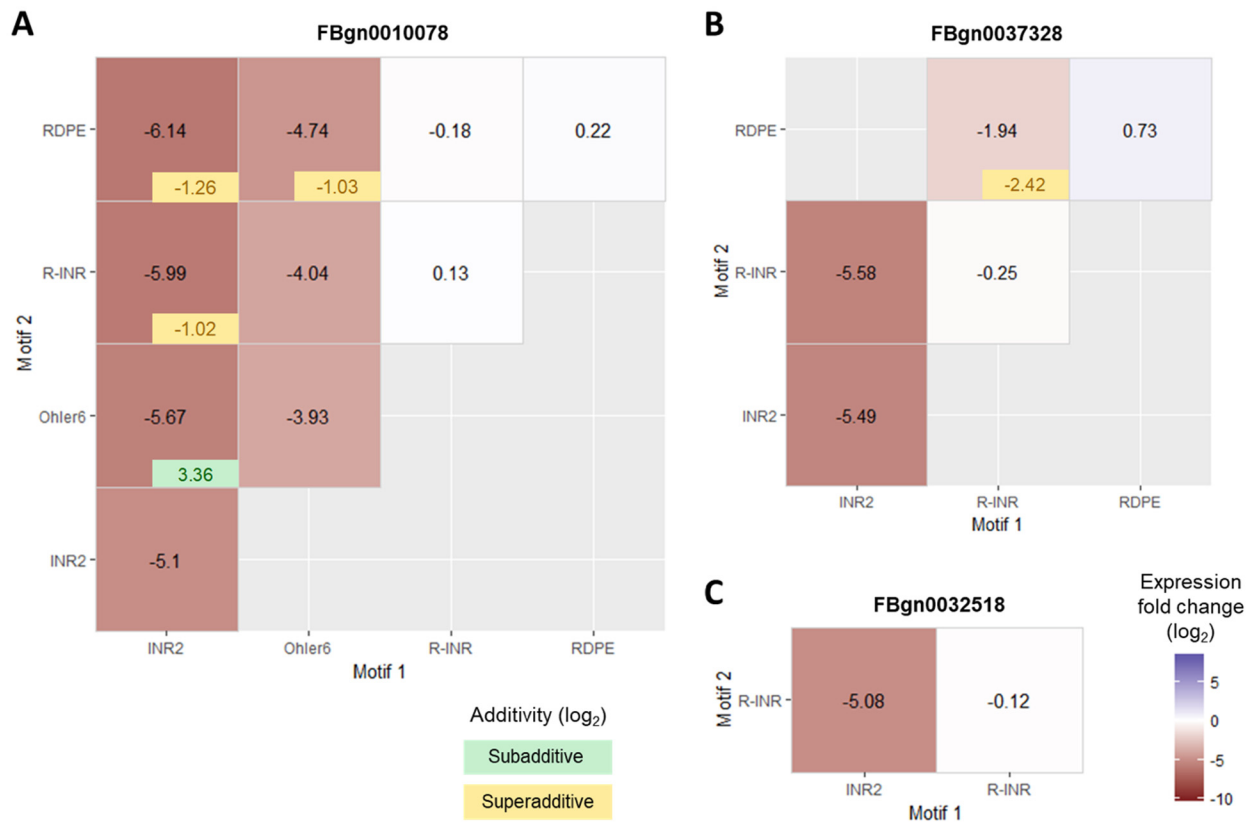 A
FBgn0010078
RDPE
-6.14
-4.74
-0.18
0.22
-1.26
-1.03
R-INR
-5.99
-4.04
0.13
-1.02
Motif 2
Ohler6
-5.67
-3.93
3.36
INR2
-5.1
INR2
Ohler6
R-INR
RDPE
Motif 1
Additivity (log2)
Subadditive
Superadditive
B
FBgn0037328
RDPE
-1.94
0.73
-2.42
Motif 2
R-INR
-5.58
-0.25
INR2
-5.49
INR2
R-INR
RDPE
Motif 1
C
FBgn0032518
Motif 2
R-INR
-5.08
-0.12
INR2
R-INR
Motif 1
Expression
fold change
(log2)
5
0
-5
-10